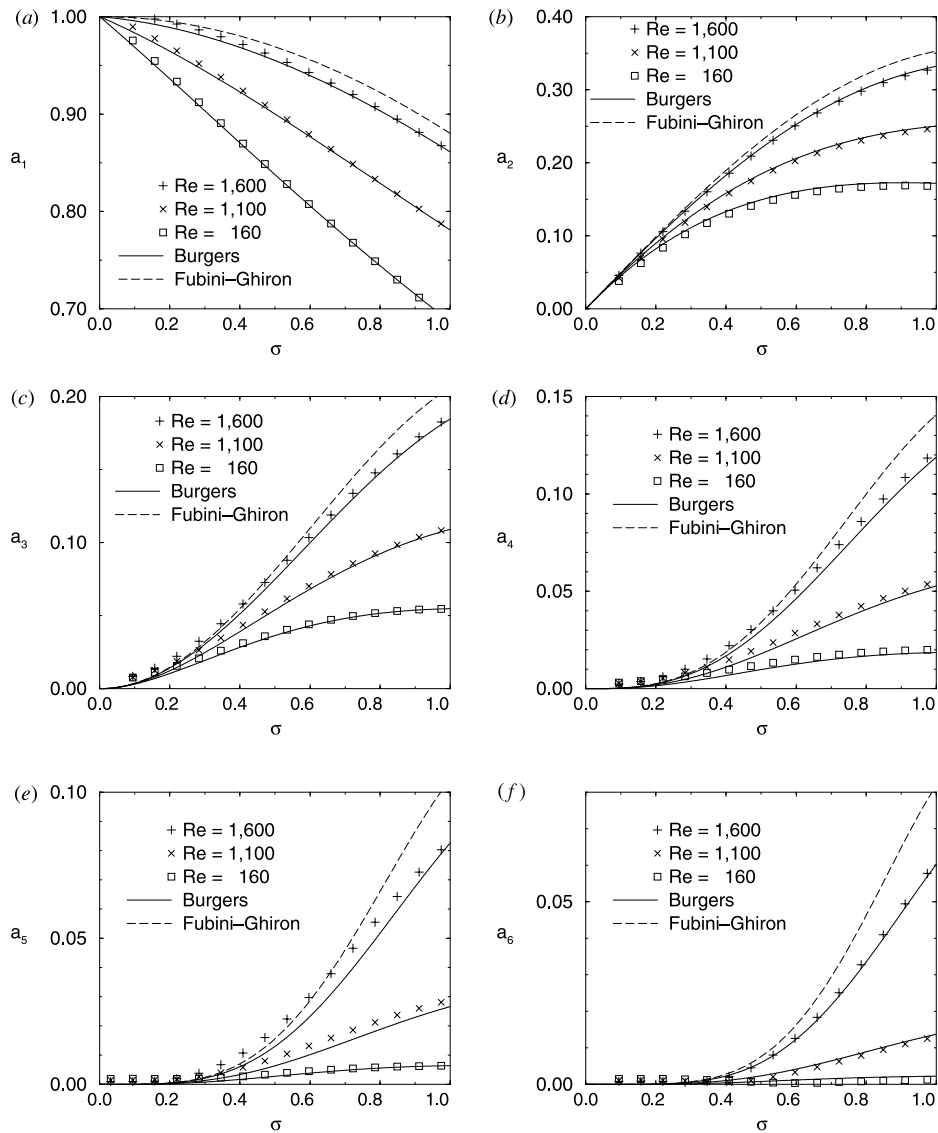 (a)
1.00
0.90
a1
0.80
0.70
Re = 1,600
Re = 1,100
Re = 160
Burgers
Fubini–Ghiron
0.0 0.2 0.4 0.6 0.8 1.0
σ
(b)
0.40
0.30
a2
0.20
0.10
0.00
Re = 1,600
Re = 1,100
Re = 160
Burgers
Fubini–Ghiron
0.0 0.2 0.4 0.6 0.8 1.0
σ
(c)
0.20
a3
0.10
0.00
Re = 1,600
Re = 1,100
Re = 160
Burgers
Fubini–Ghiron
0.0 0.2 0.4 0.6 0.8 1.0
σ
(d)
0.15
0.10
a4
0.05
0.00
Re = 1,600
Re = 1,100
Re = 160
Burgers
Fubini–Ghiron
0.0 0.2 0.4 0.6 0.8 1.0
σ
(e)
0.10
a5
0.05
0.00
Re = 1,600
Re = 1,100
Re = 160
Burgers
Fubini–Ghiron
0.0 0.2 0.4 0.6 0.8 1.0
σ
(f)
a6
0.05
0.00
Re = 1,600
Re = 1,100
Re = 160
Burgers
Fubini–Ghiron
0.0 0.2 0.4 0.6 0.8 1.0
σ